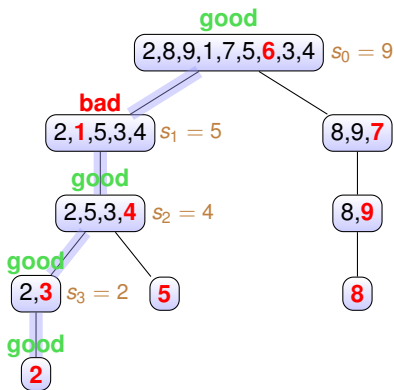 good
2,8,9,1,7,5,6,3,4 s₀ = 9
bad
2,1,5,3,4 s₁ = 5 8,9,7
good
2,5,3,4 s₂ = 4 8,9
good
2,3 s₃ = 2 5 8
good
2